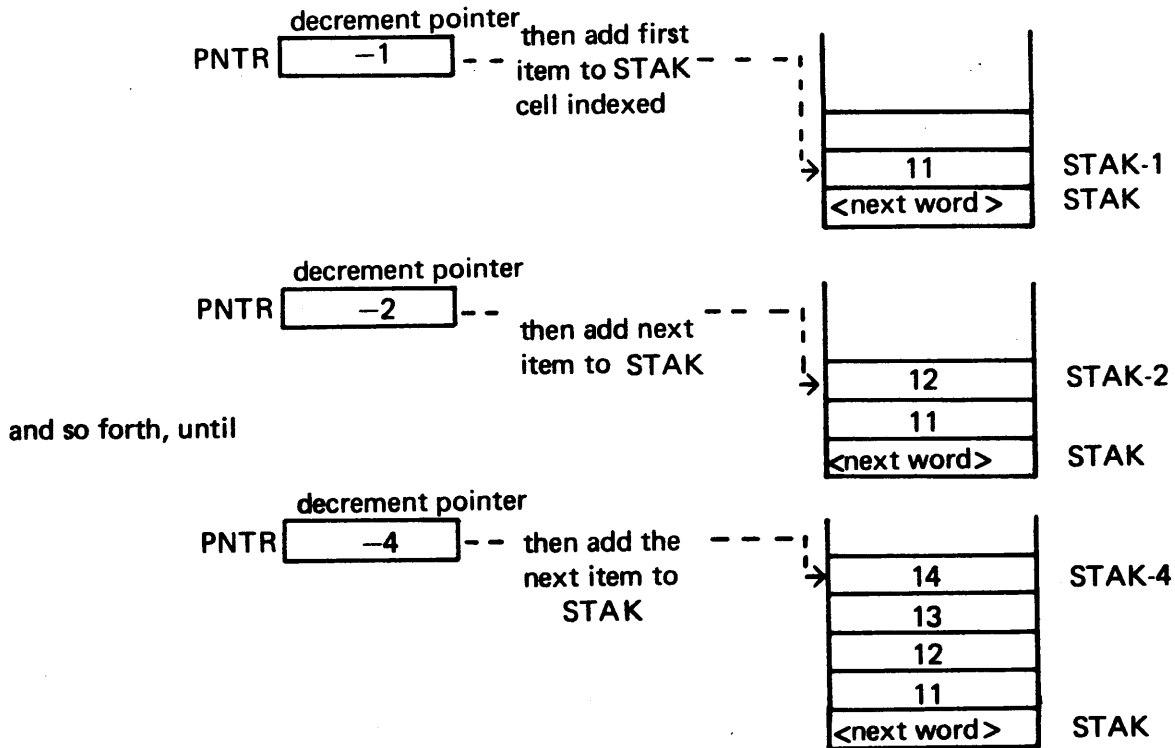 decrement pointer
PNTR −1 then add first
item to STAK
cell indexed
11 STAK-1
<next word> STAK
decrement pointer
PNTR −2
then add next
item to STAK
12 STAK-2
11
<next word> STAK
and so forth, until
decrement pointer
PNTR −4 then add the
next item to
STAK
14 STAK-4
13
12
11
<next word> STAK